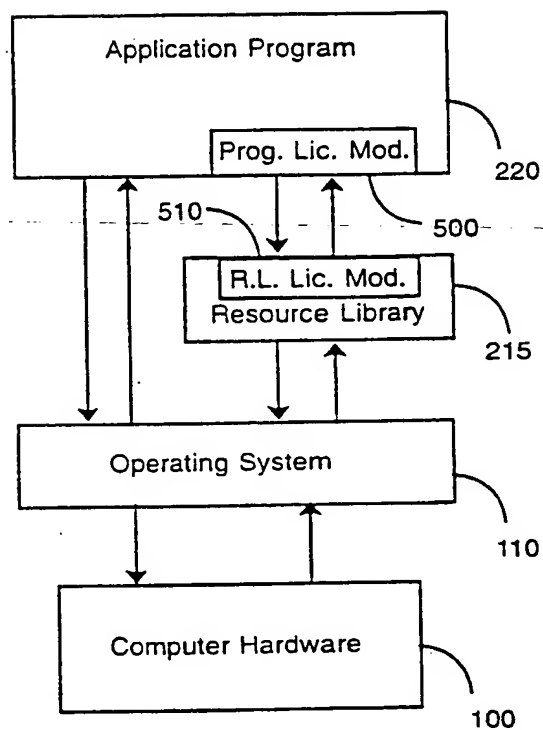 Application Program
Prog. Lic. Mod.
220
510
500
R.L. Lic. Mod.
Resource Library
215
Operating System
110
Computer Hardware
100